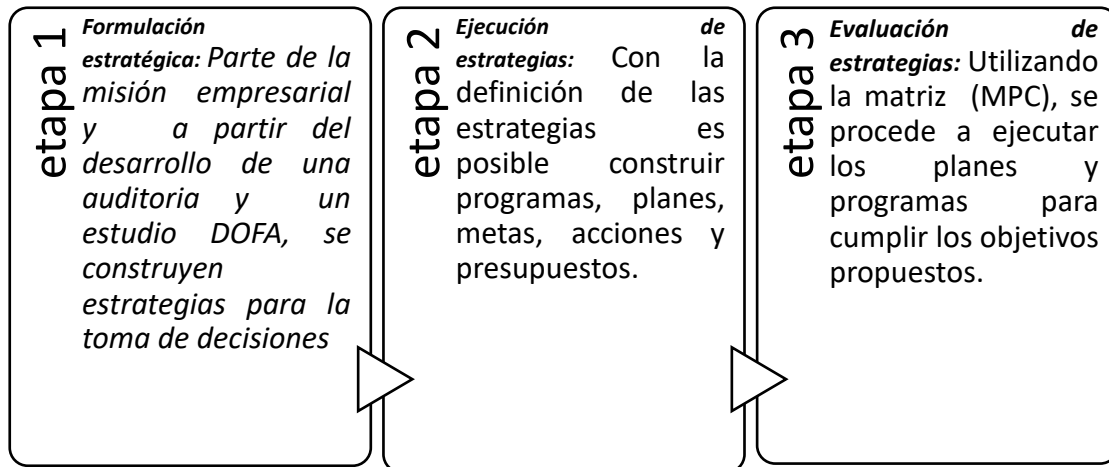 etapa 1
Formulación
estratégica: Parte de la
misión empresarial
y a partir del
desarrollo de una
auditoria y un
estudio DOFA, se
construyen
estrategias para la
toma de decisiones
etapa 2
Ejecución de
estrategias: Con la
definición de las
estrategias es
posible construir
programas, planes,
metas, acciones y
presupuestos.
etapa 3
Evaluación de
estrategias: Utilizando
la matriz (MPC), se
procede a ejecutar
los planes y
programas para
cumplir los objetivos
propuestos.